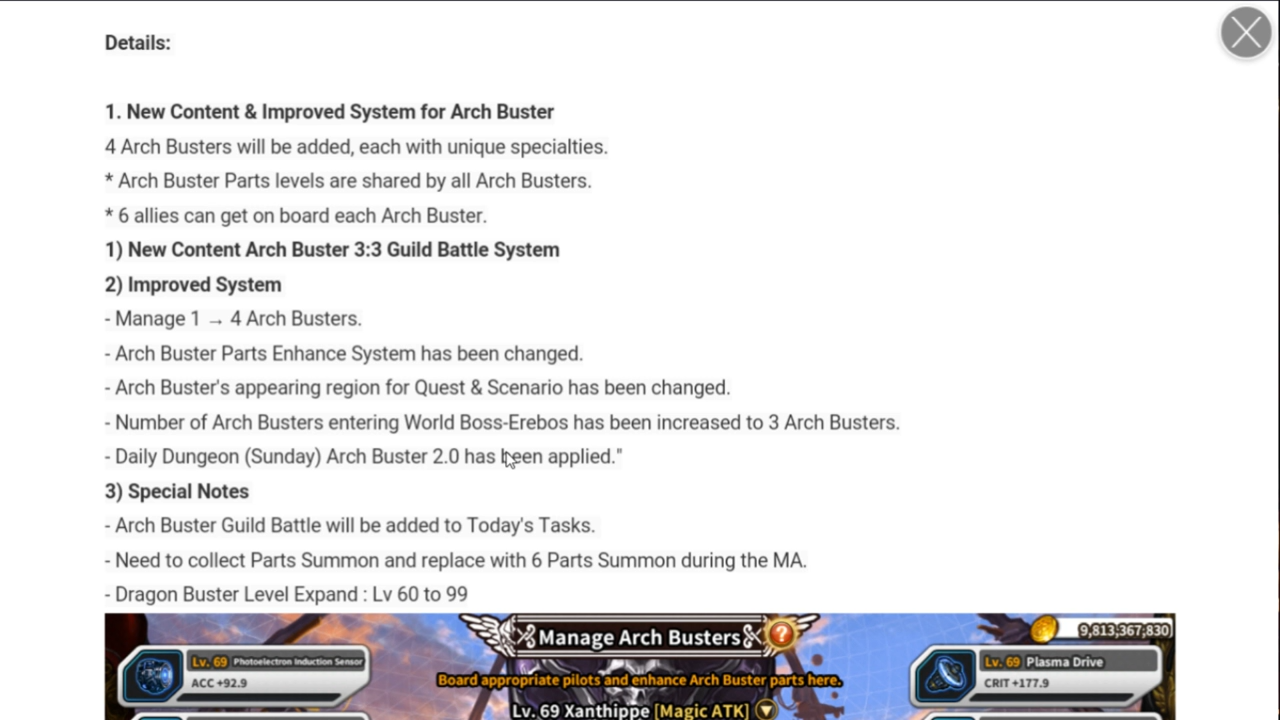 Details:
1. New Content & Improved System for Arch Buster
4 Arch Busters will be added, each with unique specialties.
* Arch Buster Parts levels are shared by all Arch Busters.
* 6 allies can get on board each Arch Buster.
1) New Content Arch Buster 3:3 Guild Battle System
2) Improved System
- Manage 1 → 4 Arch Busters.
- Arch Buster Parts Enhance System has been changed.
- Arch Buster's appearing region for Quest & Scenario has been changed.
- Number of Arch Busters entering World Boss-Erebos has been increased to 3 Arch Busters.
- Daily Dungeon (Sunday) Arch Buster 2.0 has been applied."
3) Special Notes
- Arch Buster Guild Battle will be added to Today's Tasks.
- Need to collect Parts Summon and replace with 6 Parts Summon during the MA.
- Dragon Buster Level Expand : Lv 60 to 99
Manage Arch Busters ?
9,813,367,830
Lv. 69 Photoelectron Induction Sensor
ACC +92.9
Board appropriate pilots and enhance Arch Buster parts here.
Lv. 69 Xanthippe [Magic ATK]
Lv. 69 Plasma Drive
CRIT +177.9